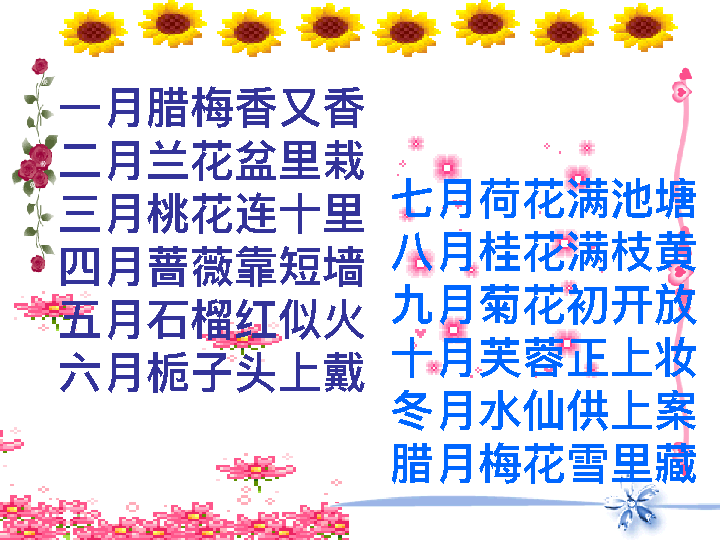 一月腊梅香又香
二月兰花盆里栽
三月桃花连十里
四月蔷薇靠短墙
五月石榴红似火
六月栀子头上戴
七月荷花满池塘
八月桂花满枝黄
九月菊花初开放
十月芙蓉正上妆
冬月水仙供上案
腊月梅花雪里藏